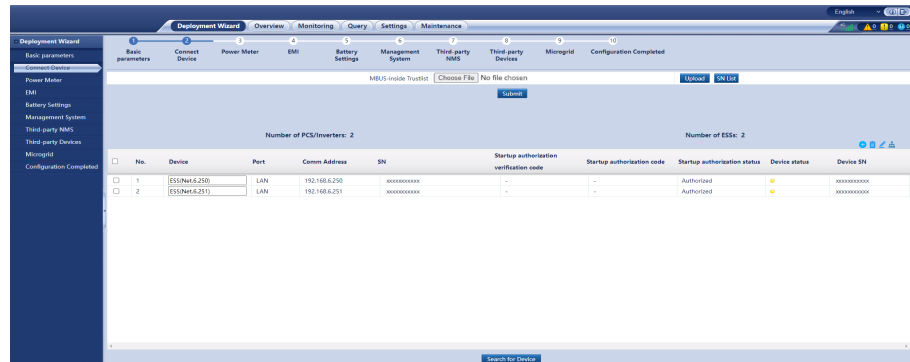 English
Deployment Wizard Overview Monitoring Query Settings Maintenance
Deployment Wizard
Basic parameters
Connect Device
Power Meter
EMI
Battery Settings
Management System
Third-party NMS
Third-party Devices
Microgrid
Configuration Completed
1 2 3 4 5 6 7 8 9 10
Basic parameters
Connect Device
Power Meter
EMI
Battery Settings
Management System
Third-party NMS
Third-party Devices
Microgrid
Configuration Completed
MBUS-inside Trustlist Choose File No file chosen Upload SN List
Submit
Number of PCS/Inverters: 2 Number of ESSs: 2
No. Device Port Comm Address SN Startup authorization verification code Startup authorization code Startup authorization status Device status Device SN
1 ESS(Net.6.250) LAN 192.168.6.250 xxxxxxxxxxx - - Authorized xxxxxxxxxxx
2 ESS(Net.6.251) LAN 192.168.6.251 xxxxxxxxxxx - - Authorized xxxxxxxxxxx
Search for Device